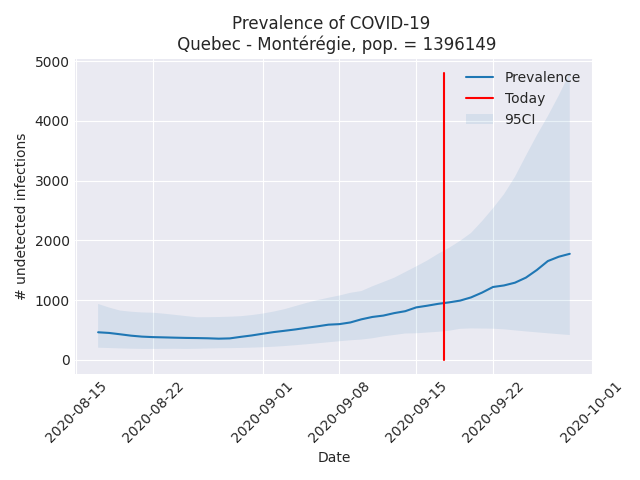 Prevalence of COVID-19
Quebec - Montérégie, pop. = 1396149
Prevalence
Today
95CI
# undetected infections
5000
4000
3000
2000
1000
0
2020-08-15
2020-08-22
2020-09-01
2020-09-08
2020-09-15
2020-09-22
2020-10-01
Date